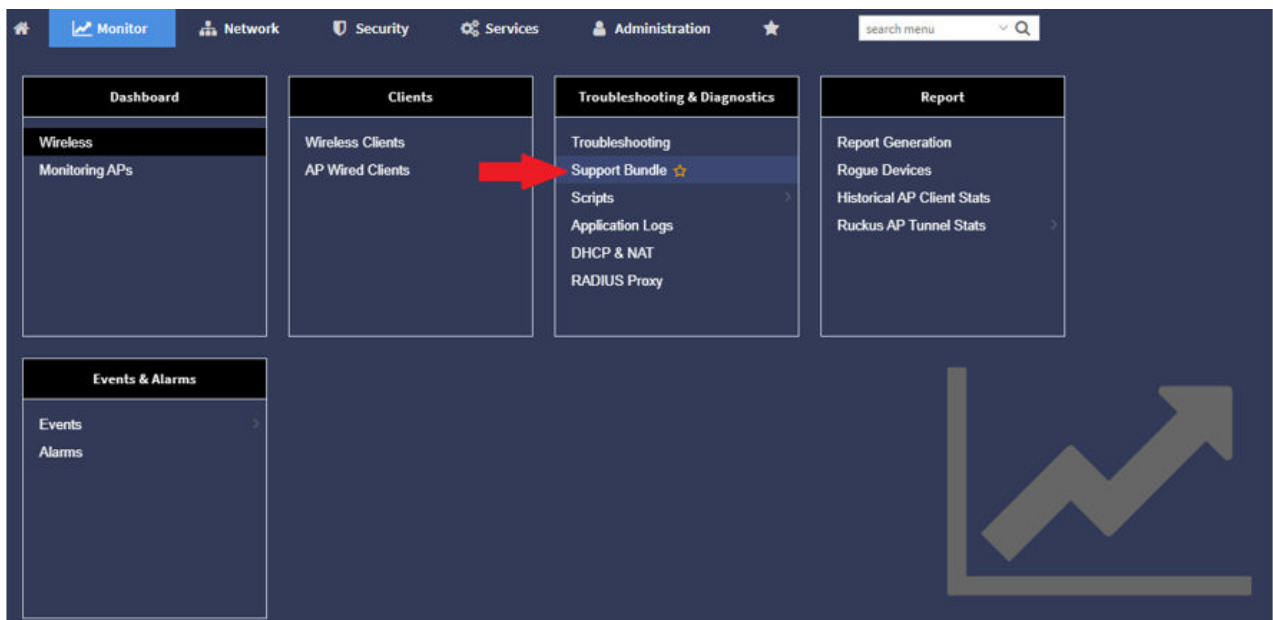 Monitor Network Security Services Administration search menu
Dashboard
Wireless
Monitoring APs
Clients
Wireless Clients
AP Wired Clients
Troubleshooting & Diagnostics
Troubleshooting
Support Bundle
Scripts
Application Logs
DHCP & NAT
RADIUS Proxy
Report
Report Generation
Rogue Devices
Historical AP Client Stats
Ruckus AP Tunnel Stats
Events & Alarms
Events
Alarms